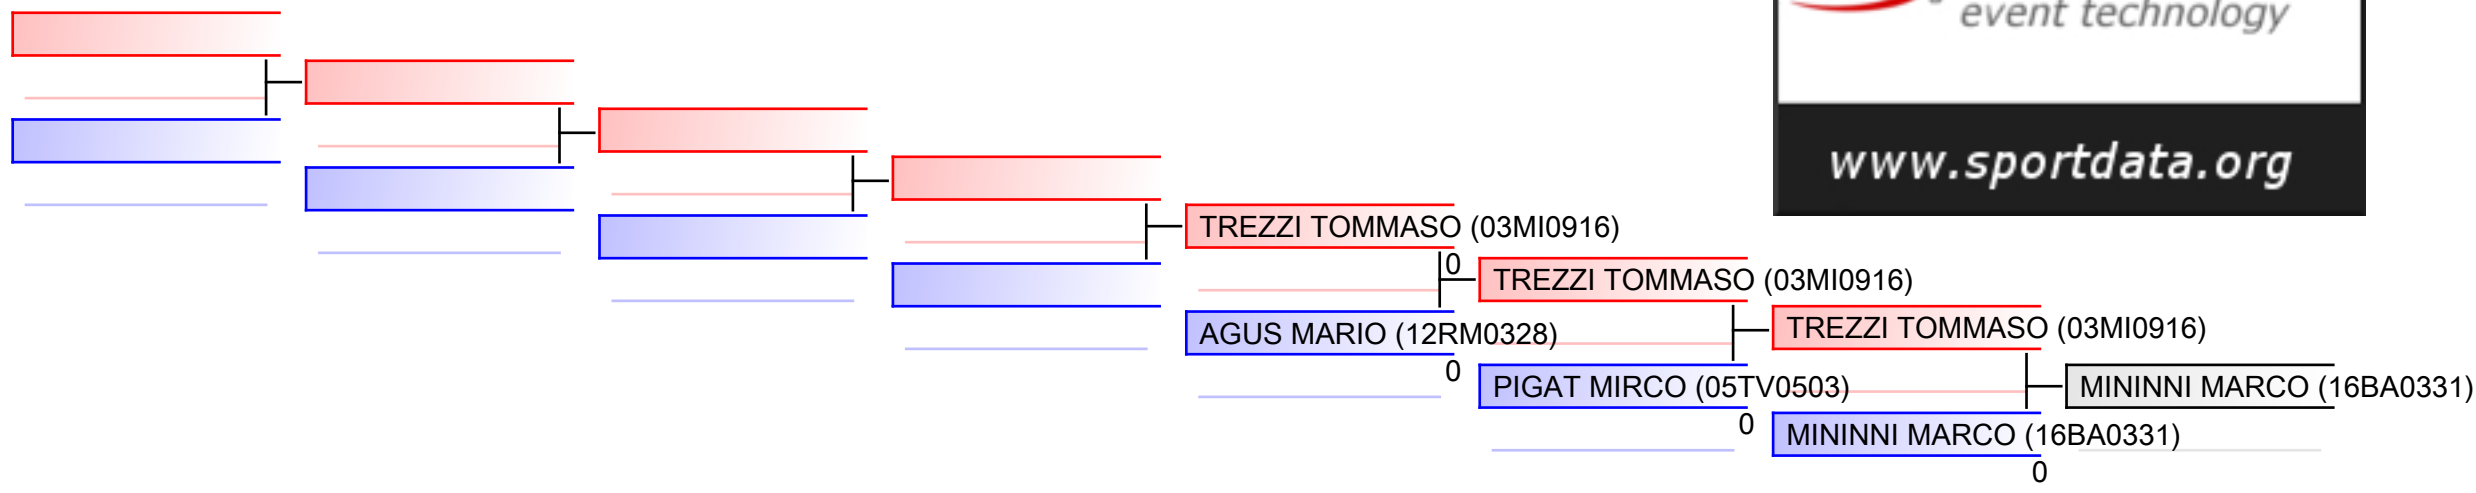 event technology
www.sportdata.org
TREZZI TOMMASO (03MI0916)
0
TREZZI TOMMASO (03MI0916)
AGUS MARIO (12RM0328)
0
TREZZI TOMMASO (03MI0916)
PIGAT MIRCO (05TV0503)
0
MININNI MARCO (16BA0331)
MININNI MARCO (16BA0331)
0